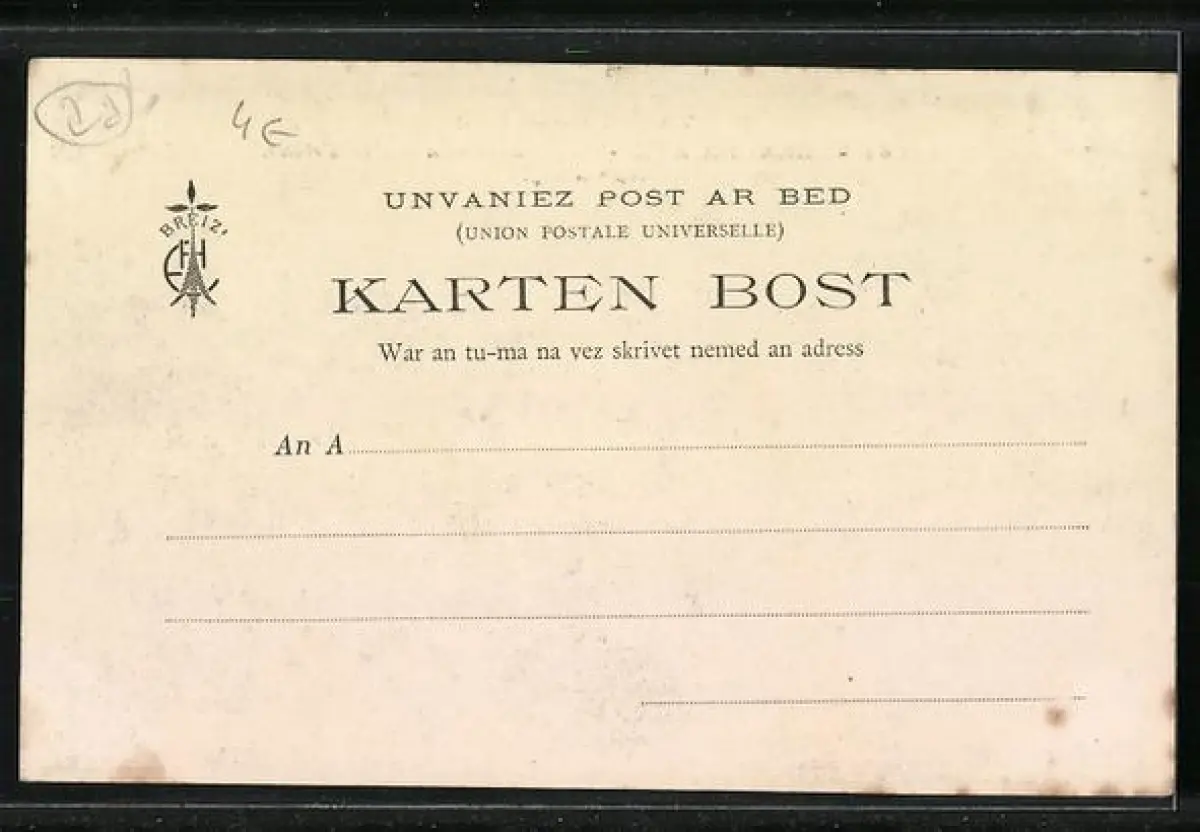 4 €
UNVANIEZ POST AR BED
BREIZ'
(UNION POSTALE UNIVERSELLE)
KARTEN BOST
War an tu-ma na vez skrivet nemed an adress
An A